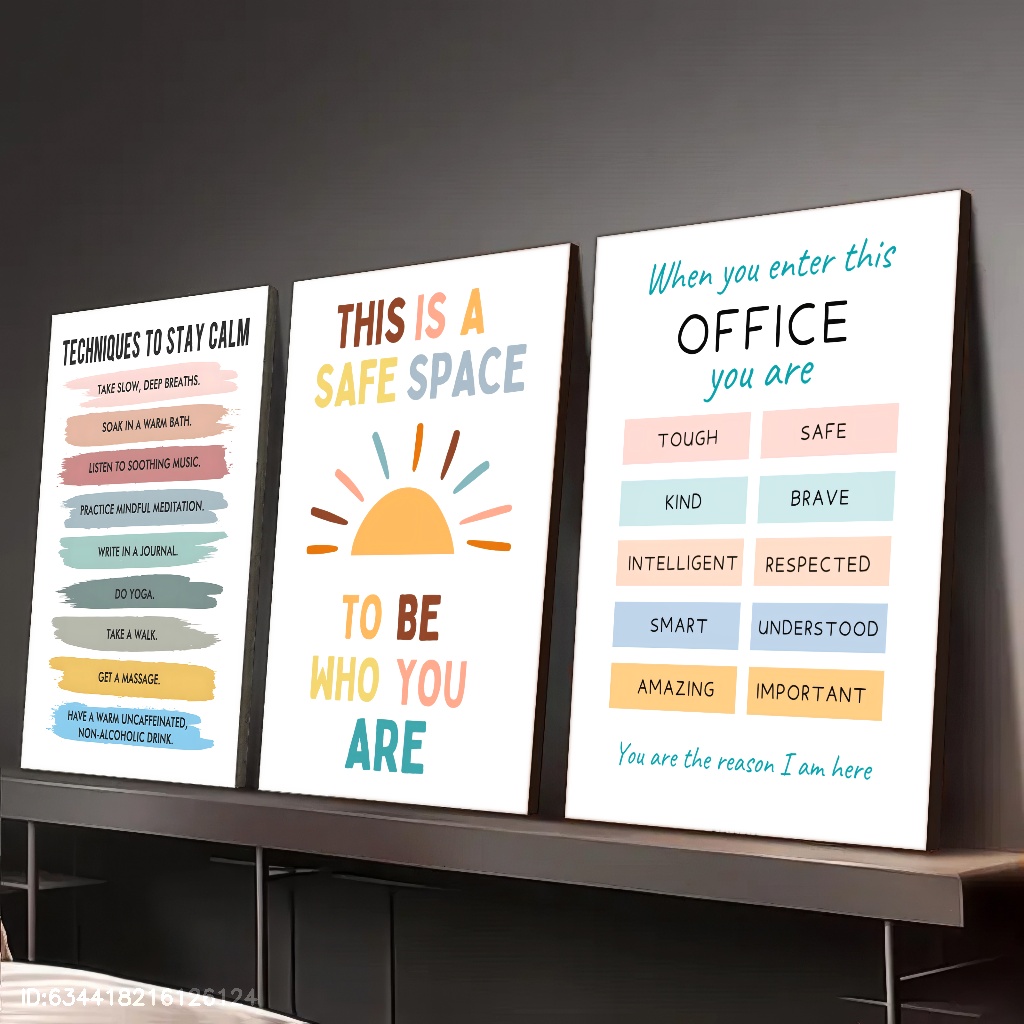 TECHNIQUES TO STAY CALM
TAKE SLOW, DEEP BREATHS.
SOAK IN A WARM BATH.
LISTEN TO SOOTHING MUSIC.
PRACTICE MINDFUL MEDITATION.
WRITE IN A JOURNAL.
DO YOGA.
TAKE A WALK.
GET A MASSAGE.
HAVE A WARM UNCAFFEINATED,
NON-ALCOHOLIC DRINK.
THIS IS A
SAFE SPACE
TO BE
WHO YOU
ARE
When you enter this
OFFICE
you are
TOUGH SAFE
KIND BRAVE
INTELLIGENT RESPECTED
SMART UNDERSTOOD
AMAZING IMPORTANT
You are the reason I am here
ID:634418216126124